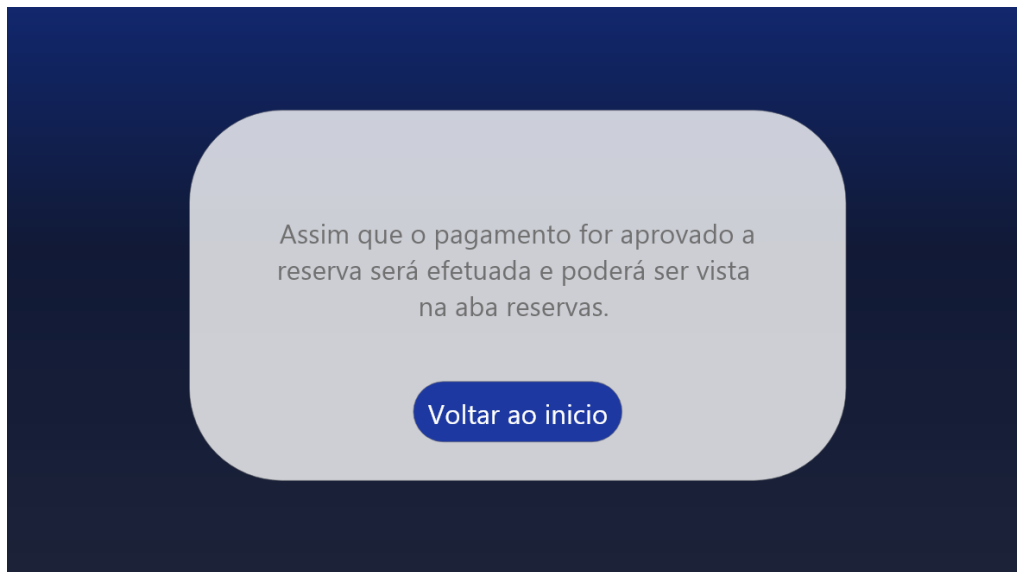 Assim que o pagamento for aprovado a
reserva será efetuada e poderá ser vista
na aba reservas.
Voltar ao inicio